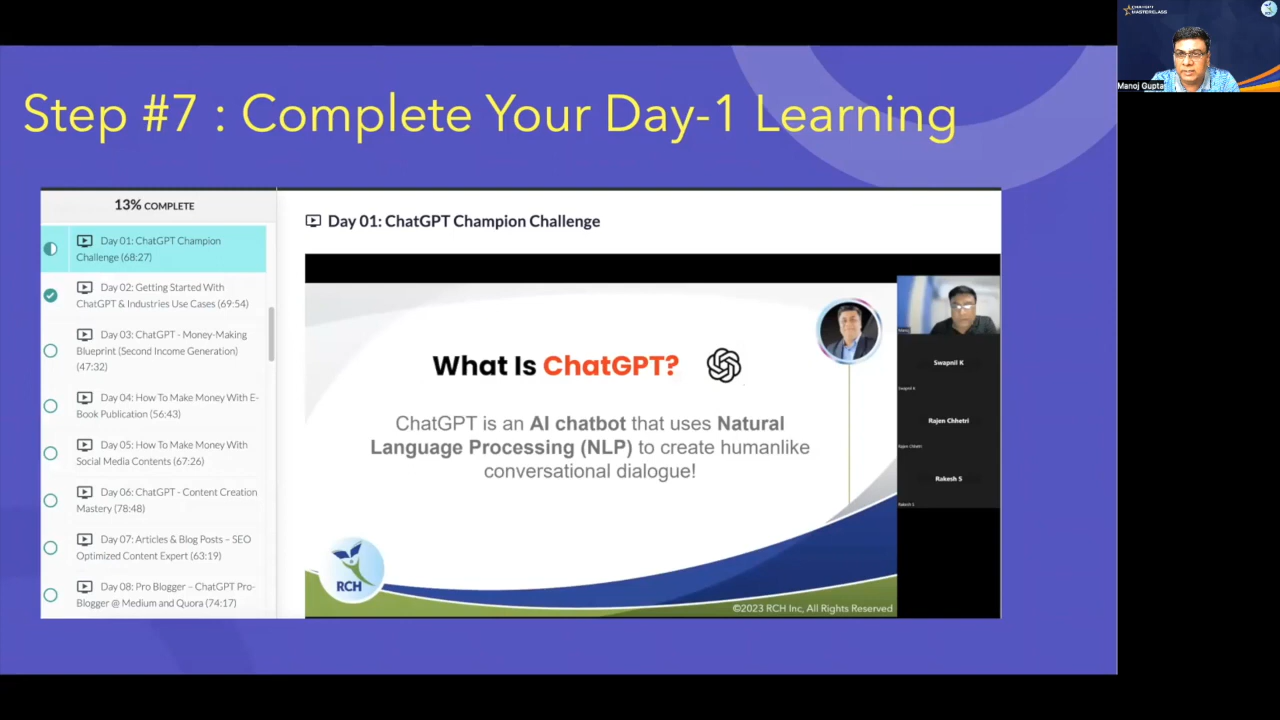 Step #7 : Complete Your Day-1 Learning
13% COMPLETE
Day 01: ChatGPT Champion
Challenge (68:27)
Day 02: Getting Started With
ChatGPT & Industries Use Cases (69:54)
Day 03: ChatGPT - Money-Making
Blueprint (Second Income Generation)
(47:32)
Day 04: How To Make Money With E-
Book Publication (56:43)
Day 05: How To Make Money With
Social Media Contents (67:26)
Day 06: ChatGPT - Content Creation
Mastery (78:48)
Day 07: Articles & Blog Posts – SEO
Optimized Content Expert (63:19)
Day 08: Pro Blogger – ChatGPT Pro-
Blogger @ Medium and Quora (74:17)
Day 01: ChatGPT Champion Challenge
What Is ChatGPT?
ChatGPT is an AI chatbot that uses Natural
Language Processing (NLP) to create humanlike
conversational dialogue!
RCH
©2023 RCH Inc, All Rights Reserved
Manoj
Swapnil K
Swapnil K
Rajen Chhetri
Rajen Chhetri
Rakesh S
Rakesh S
MASTERCLASS
Manoj Gupta